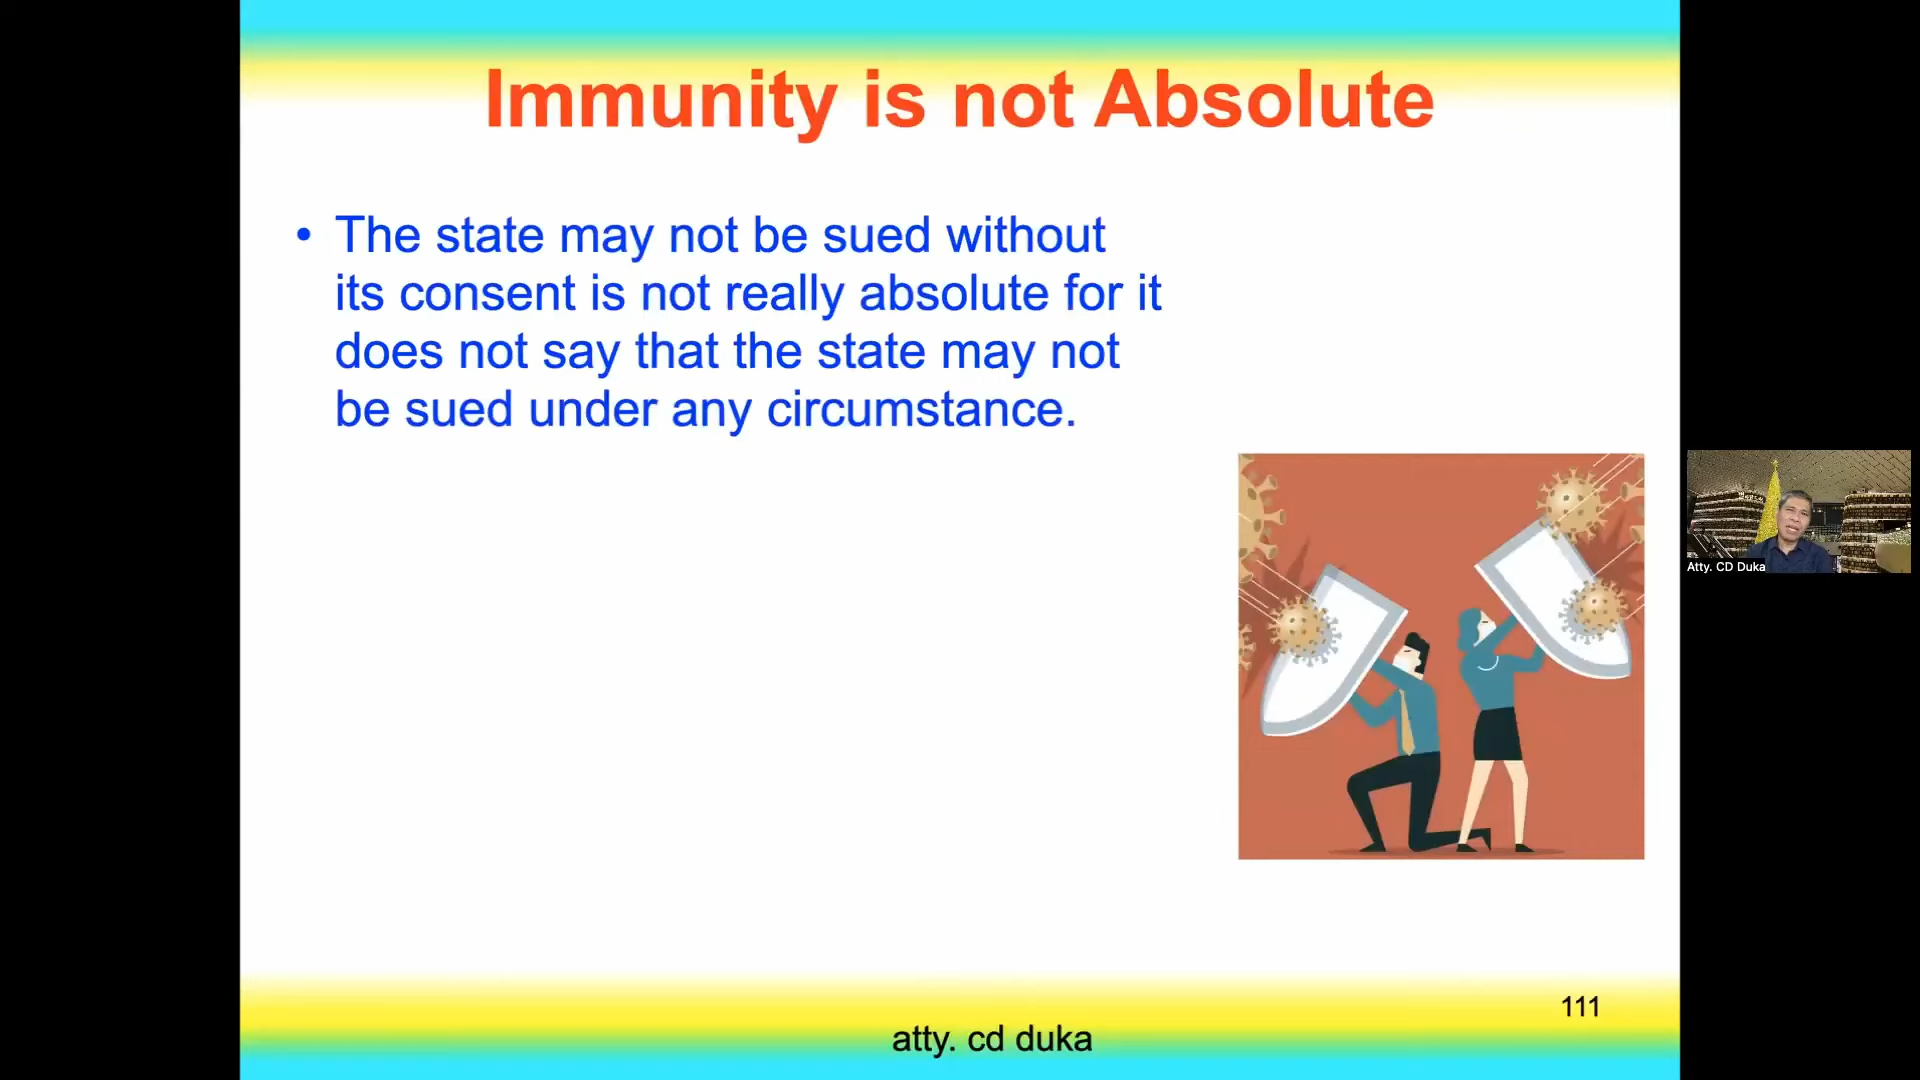 Immunity is not Absolute
• The state may not be sued without
its consent is not really absolute for it
does not say that the state may not
be sued under any circumstance.
Atty. CD Duka
111
atty. cd duka